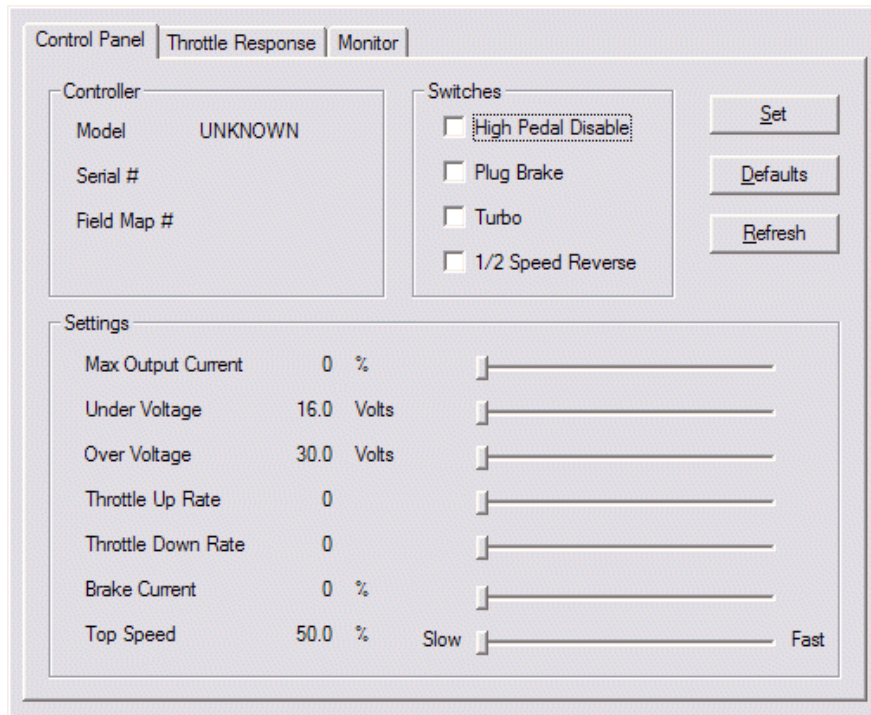 Control Panel Throttle Response Monitor
Controller
Model UNKNOWN
Serial #
Field Map #
Switches
High Pedal Disable
Plug Brake
Turbo
1/2 Speed Reverse
Set
Defaults
Refresh
Settings
Max Output Current 0 %
Under Voltage 16.0 Volts
Over Voltage 30.0 Volts
Throttle Up Rate 0
Throttle Down Rate 0
Brake Current 0 %
Top Speed 50.0 % Slow Fast